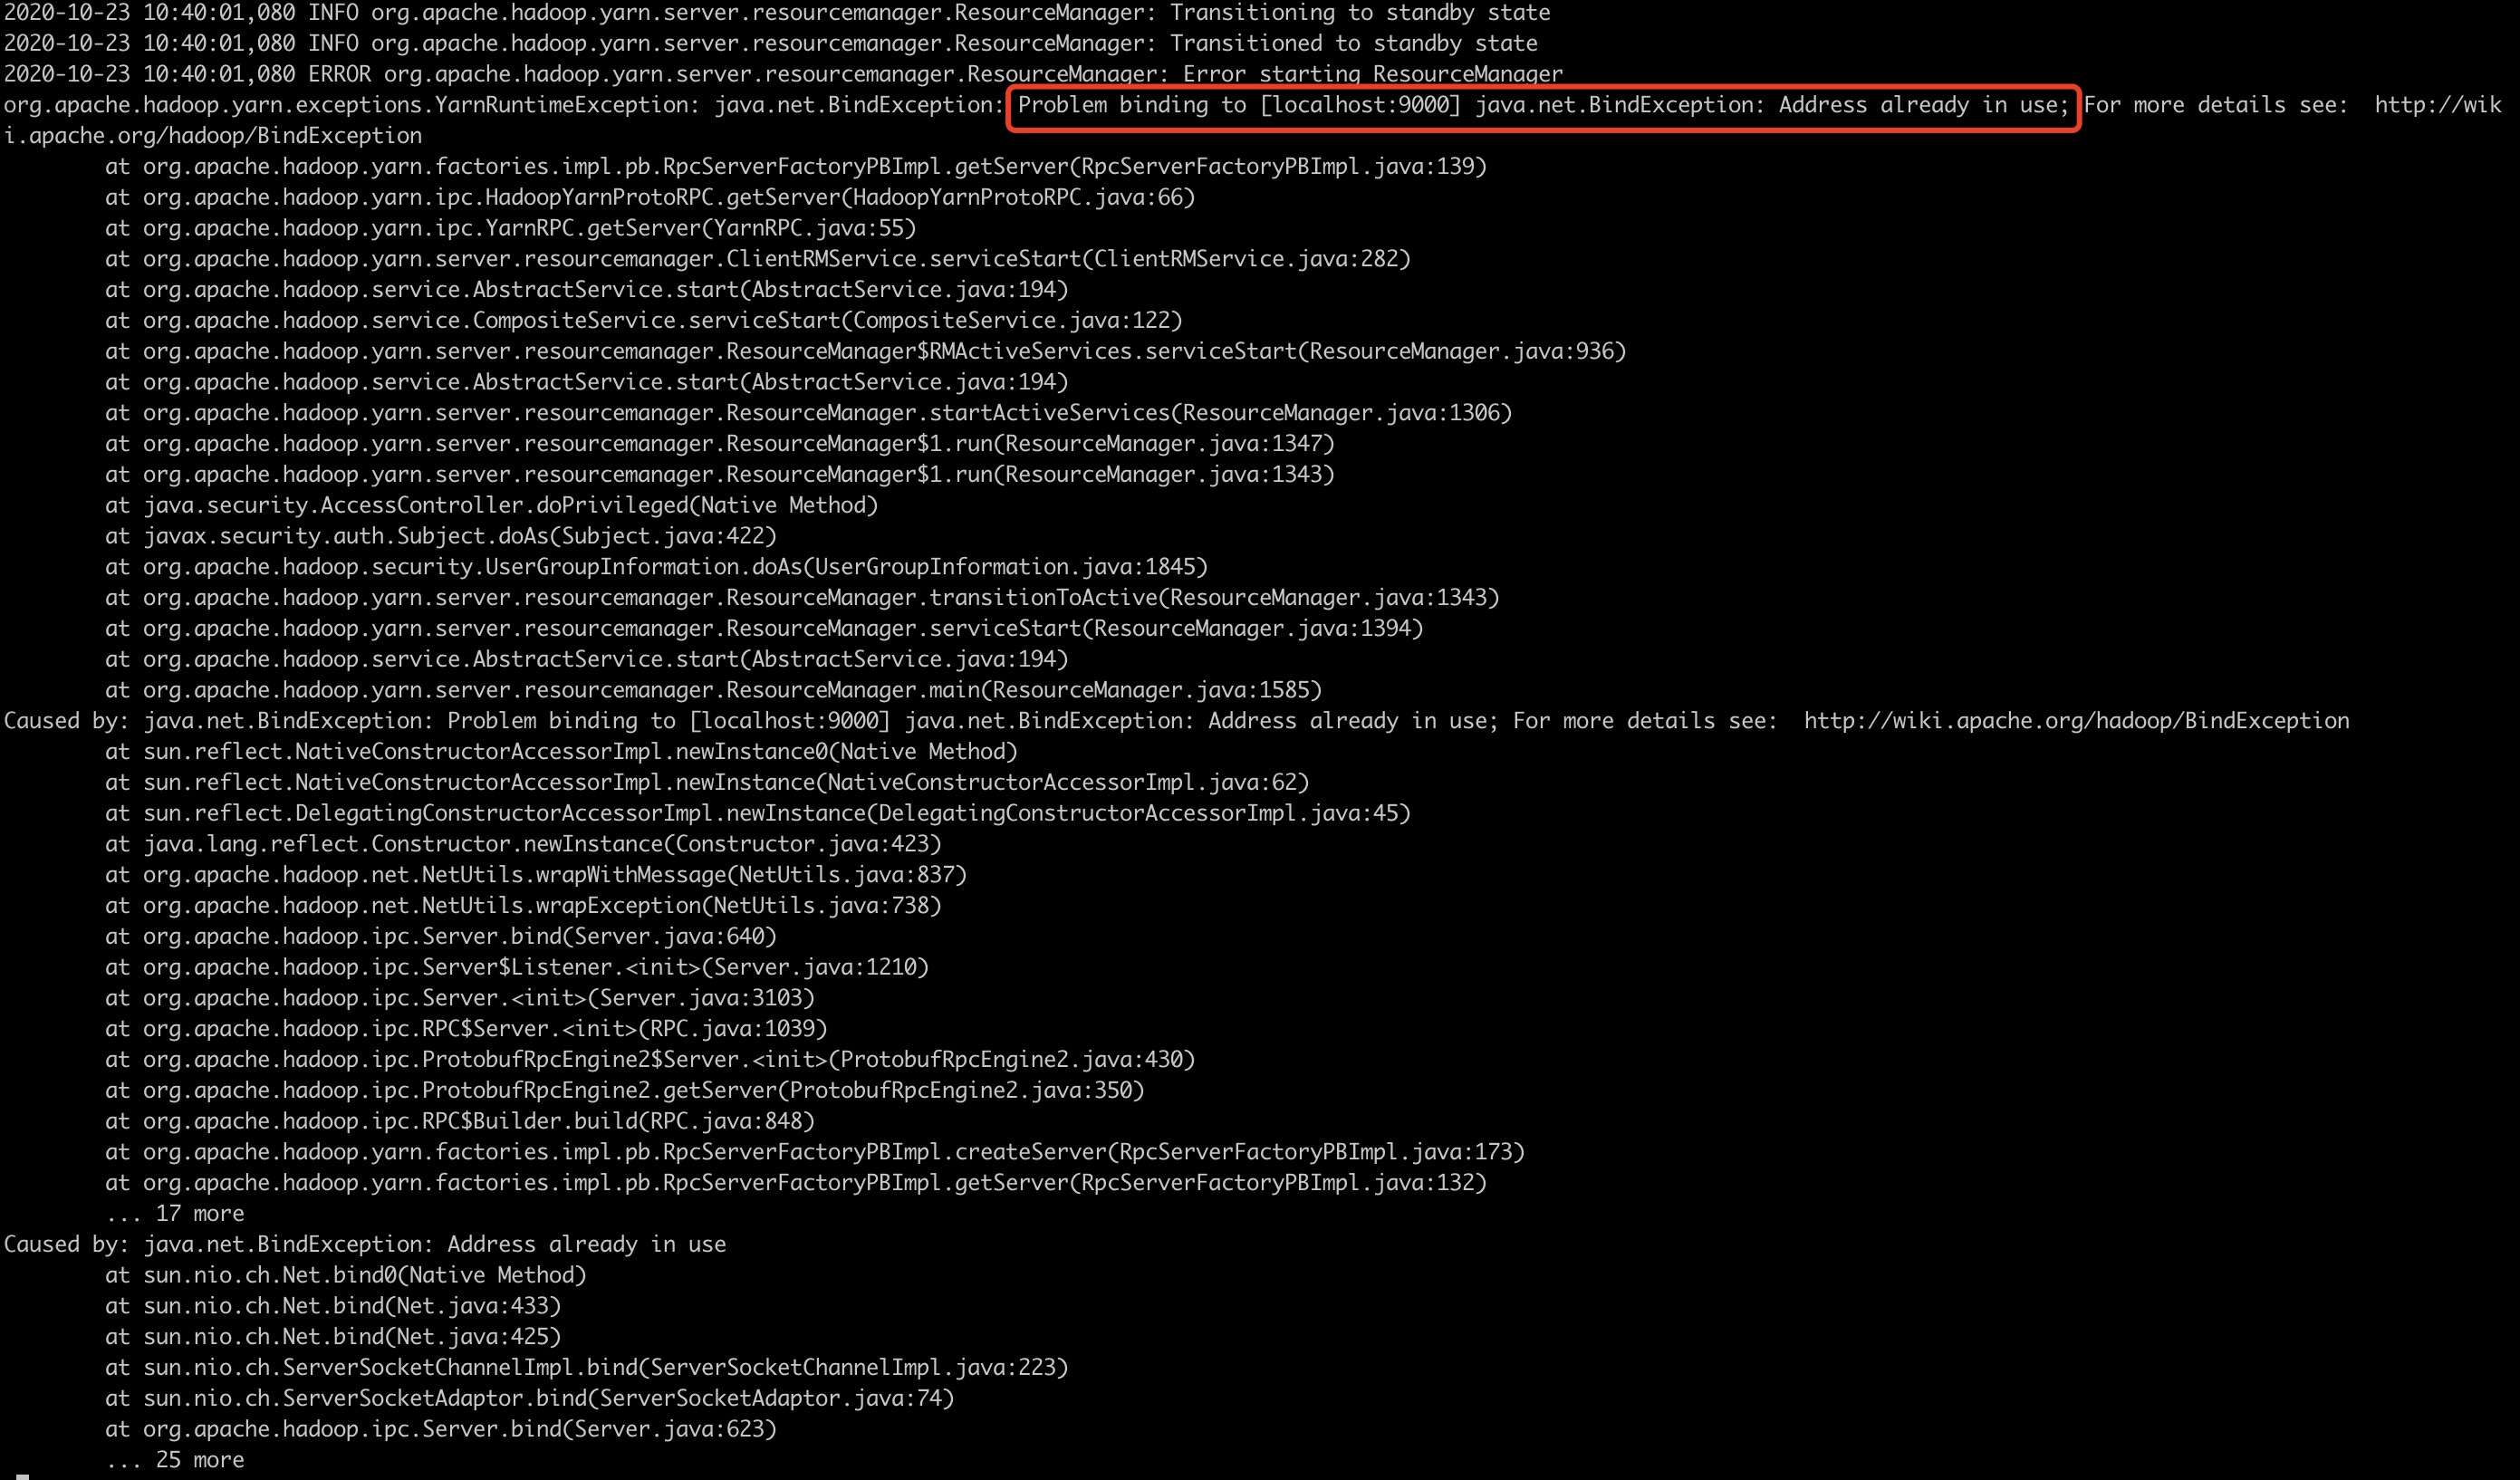 2020-10-23 10:40:01,080 INFO org.apache.hadoop.yarn.server.resourcemanager.ResourceManager: Transitioning to standby state
2020-10-23 10:40:01,080 INFO org.apache.hadoop.yarn.server.resourcemanager.ResourceManager: Transitioned to standby state
2020-10-23 10:40:01,080 ERROR org.apache.hadoop.yarn.server.resourcemanager.ResourceManager: Error starting ResourceManager
org.apache.hadoop.yarn.exceptions.YarnRuntimeException: java.net.BindException: Problem binding to [localhost:9000] java.net.BindException: Address already in use; For more details see:  http://wik
i.apache.org/hadoop/BindException
at org.apache.hadoop.yarn.factories.impl.pb.RpcServerFactoryPBImpl.getServer(RpcServerFactoryPBImpl.java:139)
at org.apache.hadoop.yarn.ipc.HadoopYarnProtoRPC.getServer(HadoopYarnProtoRPC.java:66)
at org.apache.hadoop.yarn.ipc.YarnRPC.getServer(YarnRPC.java:55)
at org.apache.hadoop.yarn.server.resourcemanager.ClientRMService.serviceStart(ClientRMService.java:282)
at org.apache.hadoop.service.AbstractService.start(AbstractService.java:194)
at org.apache.hadoop.service.CompositeService.serviceStart(CompositeService.java:122)
at org.apache.hadoop.yarn.server.resourcemanager.ResourceManager$RMActiveServices.serviceStart(ResourceManager.java:936)
at org.apache.hadoop.service.AbstractService.start(AbstractService.java:194)
at org.apache.hadoop.yarn.server.resourcemanager.ResourceManager.startActiveServices(ResourceManager.java:1306)
at org.apache.hadoop.yarn.server.resourcemanager.ResourceManager$1.run(ResourceManager.java:1347)
at org.apache.hadoop.yarn.server.resourcemanager.ResourceManager$1.run(ResourceManager.java:1343)
at java.security.AccessController.doPrivileged(Native Method)
at javax.security.auth.Subject.doAs(Subject.java:422)
at org.apache.hadoop.security.UserGroupInformation.doAs(UserGroupInformation.java:1845)
at org.apache.hadoop.yarn.server.resourcemanager.ResourceManager.transitionToActive(ResourceManager.java:1343)
at org.apache.hadoop.yarn.server.resourcemanager.ResourceManager.serviceStart(ResourceManager.java:1394)
at org.apache.hadoop.service.AbstractService.start(AbstractService.java:194)
at org.apache.hadoop.yarn.server.resourcemanager.ResourceManager.main(ResourceManager.java:1585)
Caused by: java.net.BindException: Problem binding to [localhost:9000] java.net.BindException: Address already in use; For more details see:  http://wiki.apache.org/hadoop/BindException
at sun.reflect.NativeConstructorAccessorImpl.newInstance0(Native Method)
at sun.reflect.NativeConstructorAccessorImpl.newInstance(NativeConstructorAccessorImpl.java:62)
at sun.reflect.DelegatingConstructorAccessorImpl.newInstance(DelegatingConstructorAccessorImpl.java:45)
at java.lang.reflect.Constructor.newInstance(Constructor.java:423)
at org.apache.hadoop.net.NetUtils.wrapWithMessage(NetUtils.java:837)
at org.apache.hadoop.net.NetUtils.wrapException(NetUtils.java:738)
at org.apache.hadoop.ipc.Server.bind(Server.java:640)
at org.apache.hadoop.ipc.Server$Listener.<init>(Server.java:1210)
at org.apache.hadoop.ipc.Server.<init>(Server.java:3103)
at org.apache.hadoop.ipc.RPC$Server.<init>(RPC.java:1039)
at org.apache.hadoop.ipc.ProtobufRpcEngine2$Server.<init>(ProtobufRpcEngine2.java:430)
at org.apache.hadoop.ipc.ProtobufRpcEngine2.getServer(ProtobufRpcEngine2.java:350)
at org.apache.hadoop.ipc.RPC$Builder.build(RPC.java:848)
at org.apache.hadoop.yarn.factories.impl.pb.RpcServerFactoryPBImpl.createServer(RpcServerFactoryPBImpl.java:173)
at org.apache.hadoop.yarn.factories.impl.pb.RpcServerFactoryPBImpl.getServer(RpcServerFactoryPBImpl.java:132)
... 17 more
Caused by: java.net.BindException: Address already in use
at sun.nio.ch.Net.bind0(Native Method)
at sun.nio.ch.Net.bind(Net.java:433)
at sun.nio.ch.Net.bind(Net.java:425)
at sun.nio.ch.ServerSocketChannelImpl.bind(ServerSocketChannelImpl.java:223)
at sun.nio.ch.ServerSocketAdaptor.bind(ServerSocketAdaptor.java:74)
at org.apache.hadoop.ipc.Server.bind(Server.java:623)
... 25 more